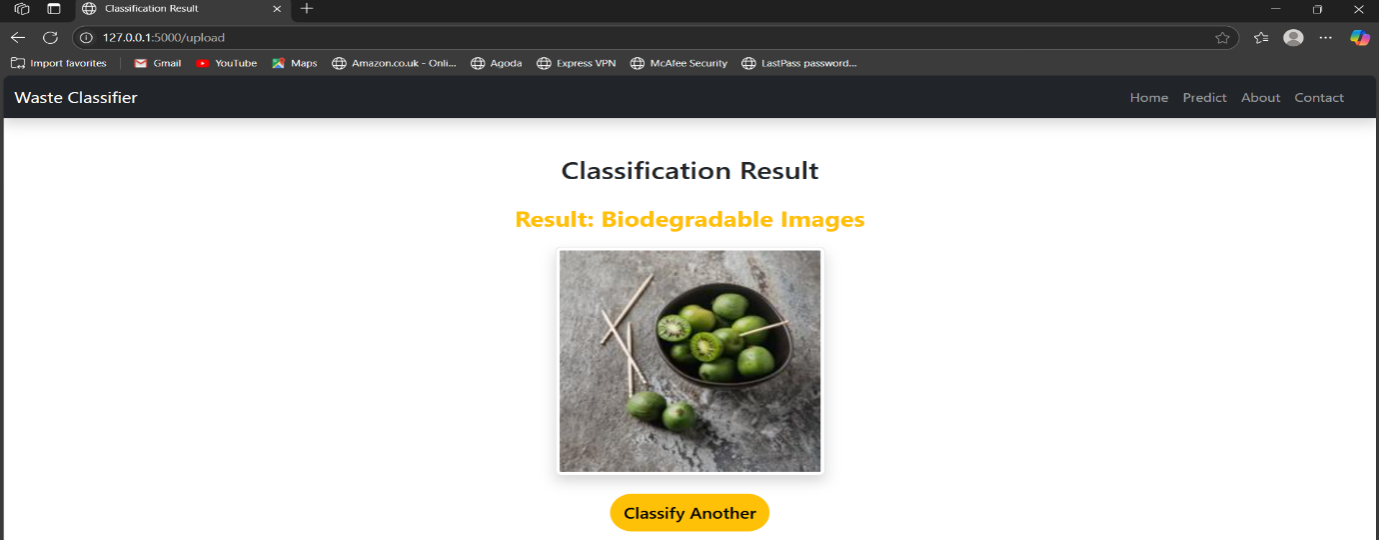 Classification Result
127.0.0.1:5000/upload
Import favorites Gmail YouTube Maps Amazon.co.uk - Onli... Agoda Express VPN McAfee Security LastPass password...
Waste Classifier Home Predict About Contact
Classification Result
Result: Biodegradable Images
Classify Another